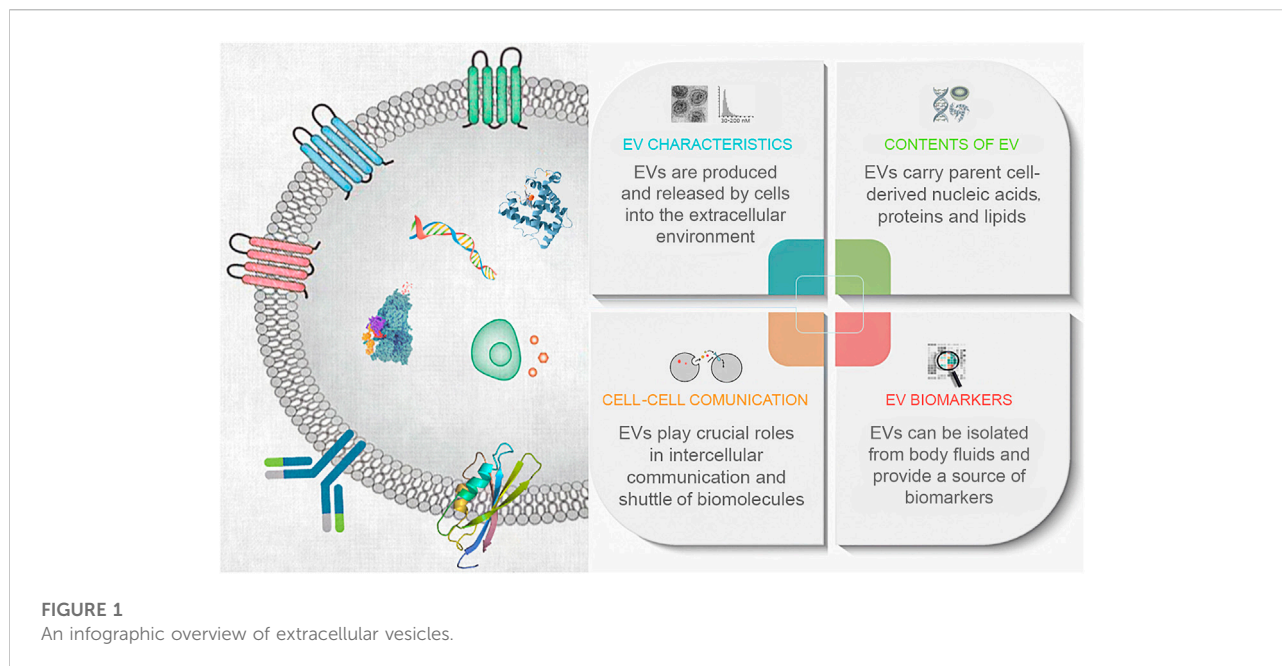 30-200 nM
EV CHARACTERISTICS
EVs are produced
and released by cells
into the extracellular
environment
CONTENTS OF EV
EVs carry parent cell-
derived nucleic acids,
proteins and lipids
CELL-CELL COMUNICATION
EVs play crucial roles
in intercellular
communication and
shuttle of biomolecules
EV BIOMARKERS
EVs can be isolated
from body fluids and
provide a source of
biomarkers
FIGURE 1
An infographic overview of extracellular vesicles.